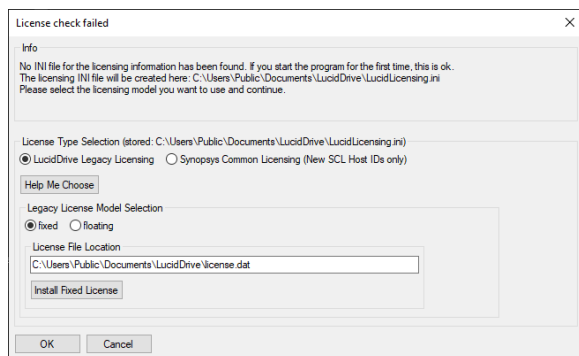 License check failed
Info
No INI file for the licensing information has been found. If you start the program for the first time, this is ok.
The licensing INI file will be created here: C:\Users\Public\Documents\LucidDrive\LucidLicensing.ini
Please select the licensing model you want to use and continue.
License Type Selection (stored: C:\Users\Public\Documents\LucidDrive\LucidLicensing.ini)
LucidDrive Legacy Licensing Synopsys Common Licensing (New SCL Host IDs only)
Help Me Choose
Legacy License Model Selection
fixed floating
License File Location
C:\Users\Public\Documents\LucidDrive\license.dat
Install Fixed License
OK Cancel